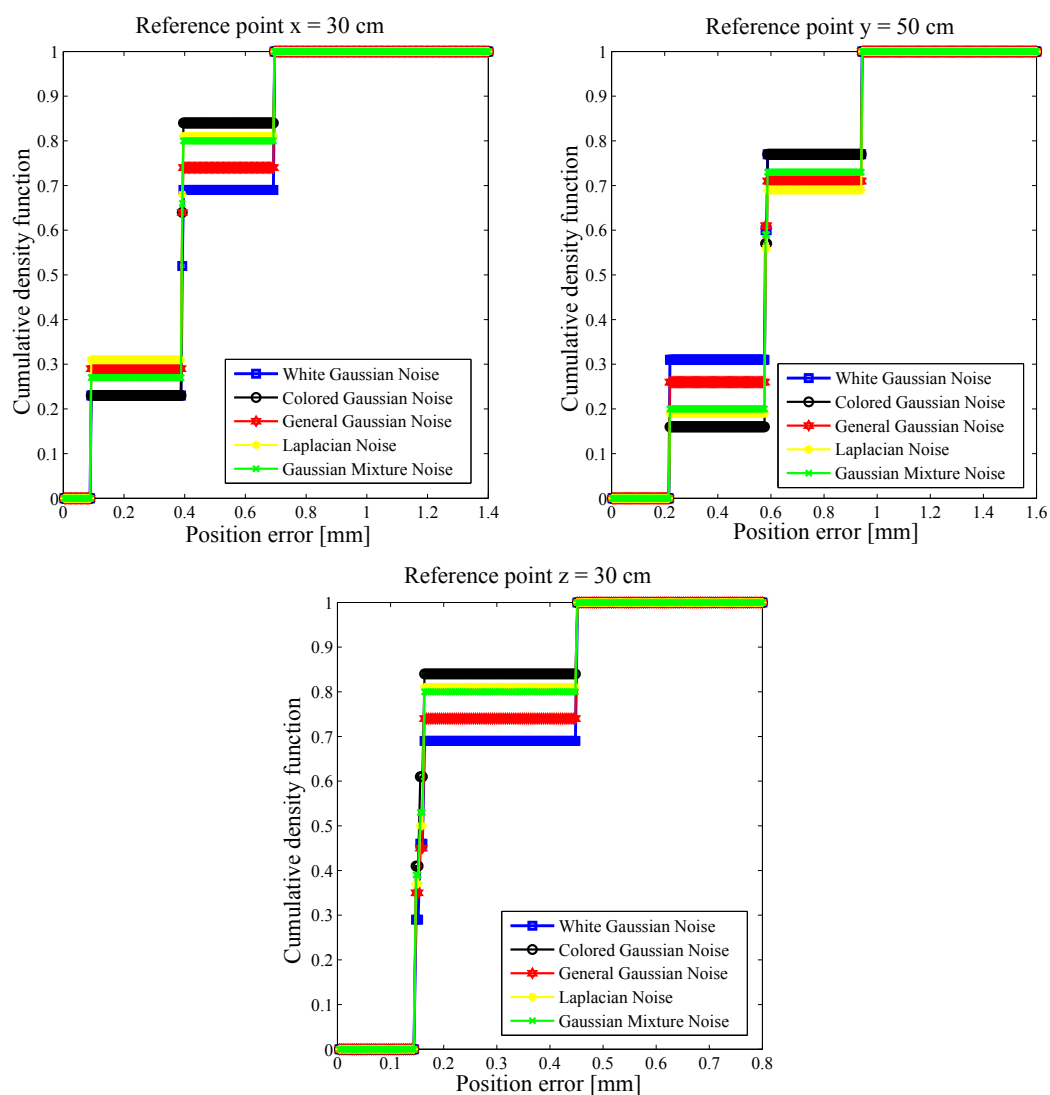 Reference point x = 30 cm
1
0.9
0.8
0.7
0.6
0.5
0.4
0.3
0.2
0.1
0
Cumulative density function
White Gaussian Noise
Colored Gaussian Noise
General Gaussian Noise
Laplacian Noise
Gaussian Mixture Noise
0 0.2 0.4 0.6 0.8 1 1.2 1.4
Position error [mm]
Reference point y = 50 cm
1
0.9
0.8
0.7
0.6
0.5
0.4
0.3
0.2
0.1
0
Cumulative density function
White Gaussian Noise
Colored Gaussian Noise
General Gaussian Noise
Laplacian Noise
Gaussian Mixture Noise
0 0.2 0.4 0.6 0.8 1 1.2 1.4 1.6
Position error [mm]
Reference point z = 30 cm
1
0.9
0.8
0.7
0.6
0.5
0.4
0.3
0.2
0.1
0
Cumulative density function
White Gaussian Noise
Colored Gaussian Noise
General Gaussian Noise
Laplacian Noise
Gaussian Mixture Noise
0 0.1 0.2 0.3 0.4 0.5 0.6 0.7 0.8
Position error [mm]